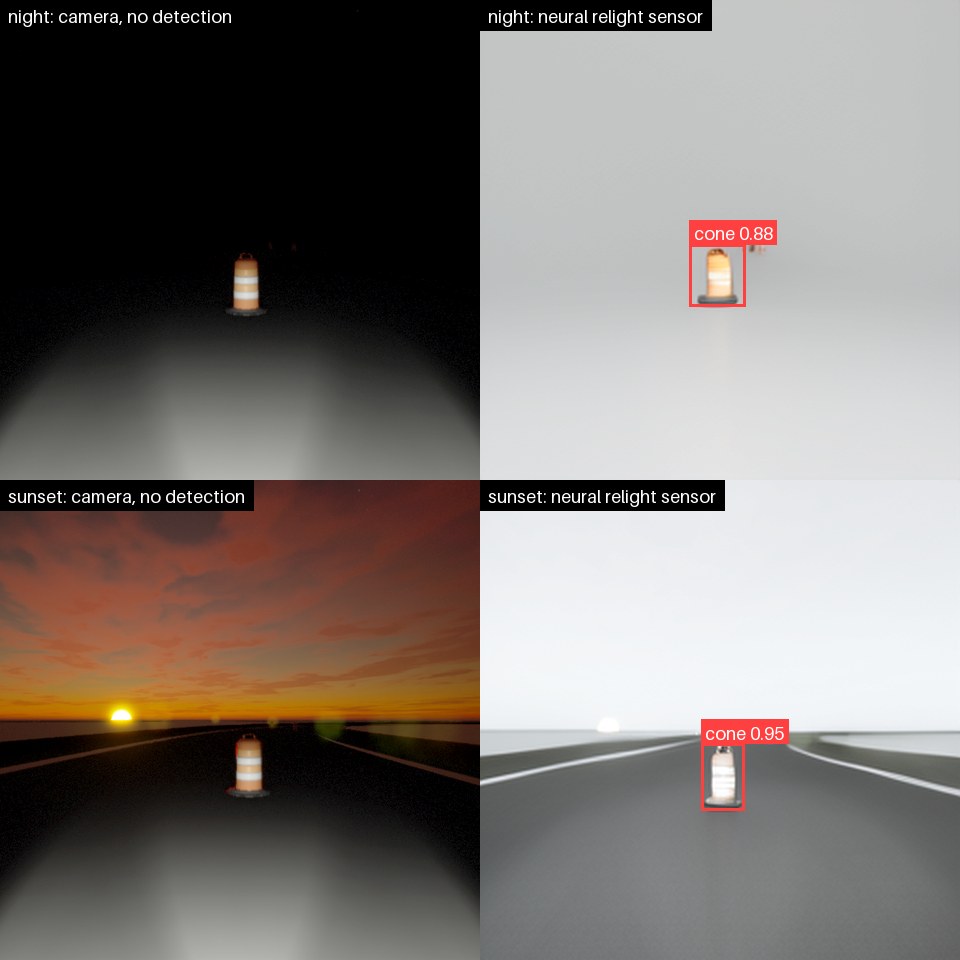 night: camera, no detection
night: neural relight sensor
cone 0.88
sunset: camera, no detection
sunset: neural relight sensor
cone 0.95